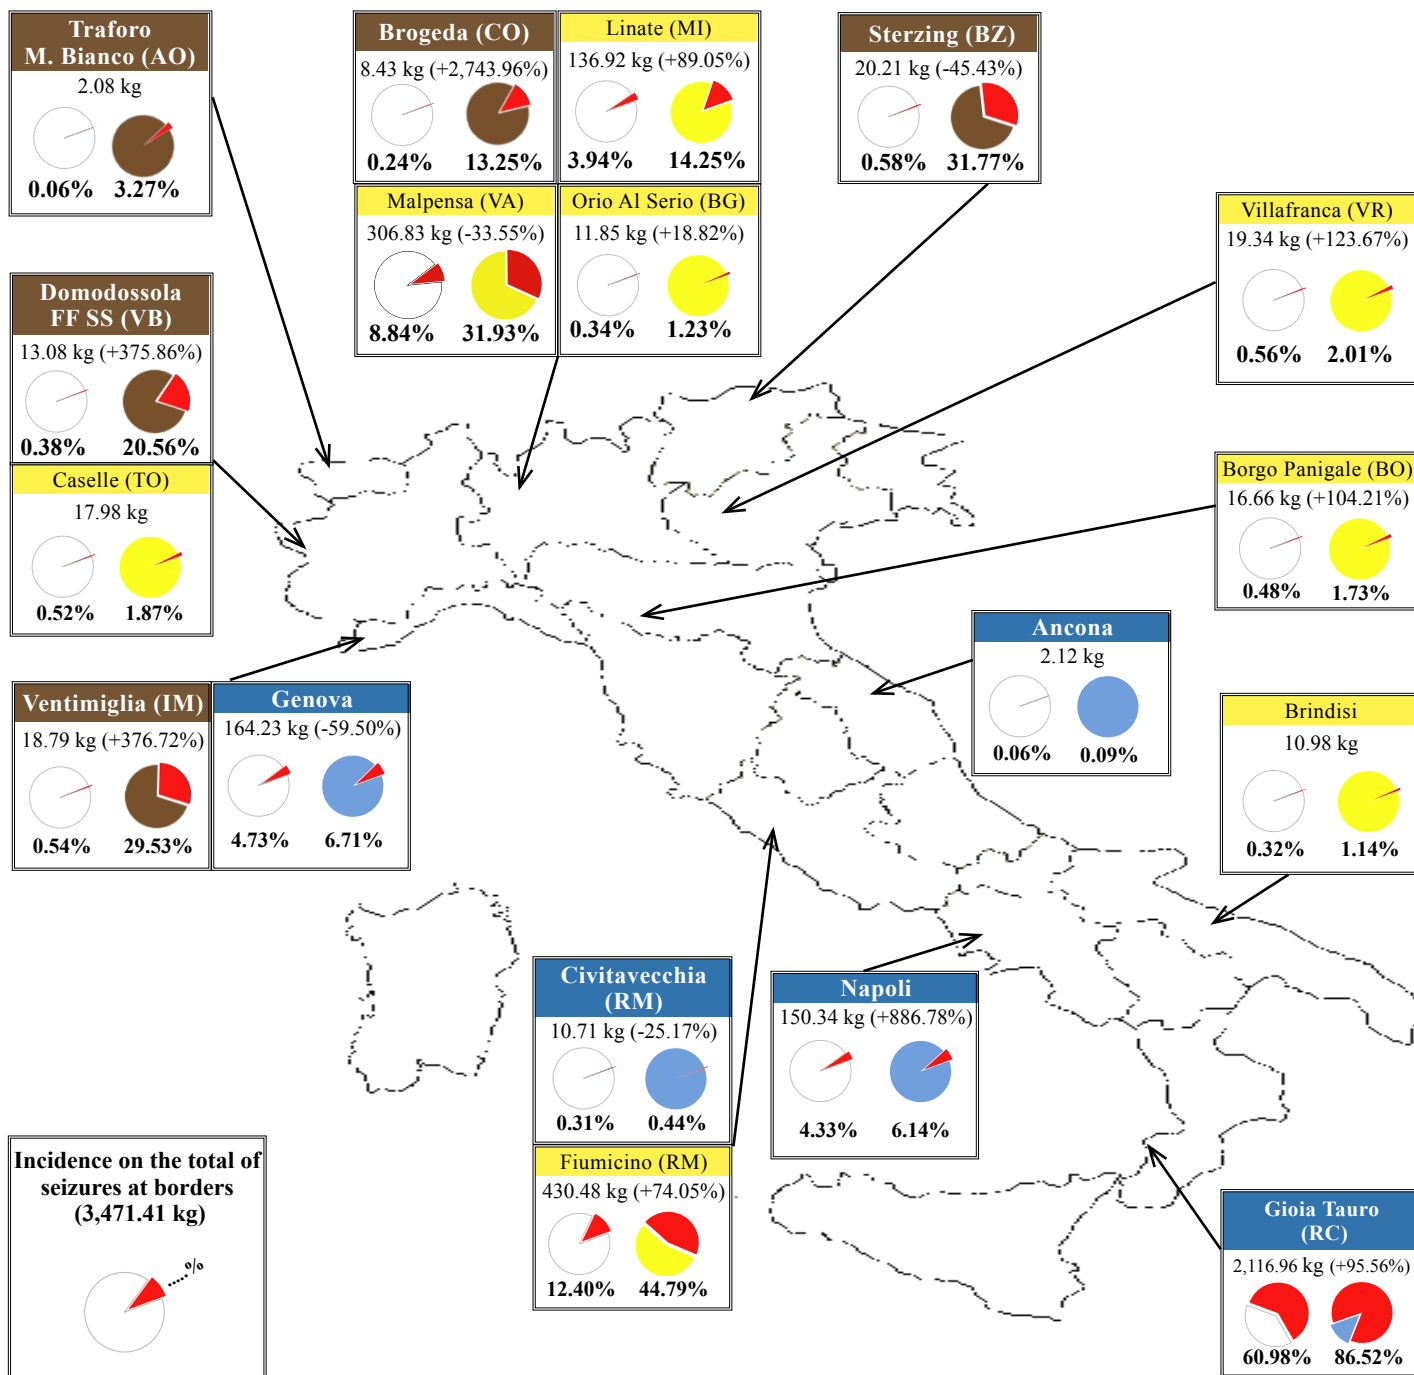 Traforo
M. Bianco (AO)
2.08 kg
0.06% 3.27%
Brogeda (CO)
8.43 kg (+2,743.96%)
0.24% 13.25%
Linate (MI)
136.92 kg (+89.05%)
3.94% 14.25%
Sterzing (BZ)
20.21 kg (-45.43%)
0.58% 31.77%
Malpensa (VA)
306.83 kg (-33.55%)
8.84% 31.93%
Orio Al Serio (BG)
11.85 kg (+18.82%)
0.34% 1.23%
Villafranca (VR)
19.34 kg (+123.67%)
0.56% 2.01%
Domodossola
FF SS (VB)
13.08 kg (+375.86%)
0.38% 20.56%
Caselle (TO)
17.98 kg
0.52% 1.87%
Borgo Panigale (BO)
16.66 kg (+104.21%)
0.48% 1.73%
Ancona
2.12 kg
0.06% 0.09%
Ventimiglia (IM)
18.79 kg (+376.72%)
0.54% 29.53%
Genova
164.23 kg (-59.50%)
4.73% 6.71%
Brindisi
10.98 kg
0.32% 1.14%
Civitavecchia
(RM)
10.71 kg (-25.17%)
0.31% 0.44%
Napoli
150.34 kg (+886.78%)
4.33% 6.14%
Fiumicino (RM)
430.48 kg (+74.05%)
12.40% 44.79%
Gioia Tauro
(RC)
2,116.96 kg (+95.56%)
60.98% 86.52%
Incidence on the total of
seizures at borders
(3,471.41 kg)
.....%